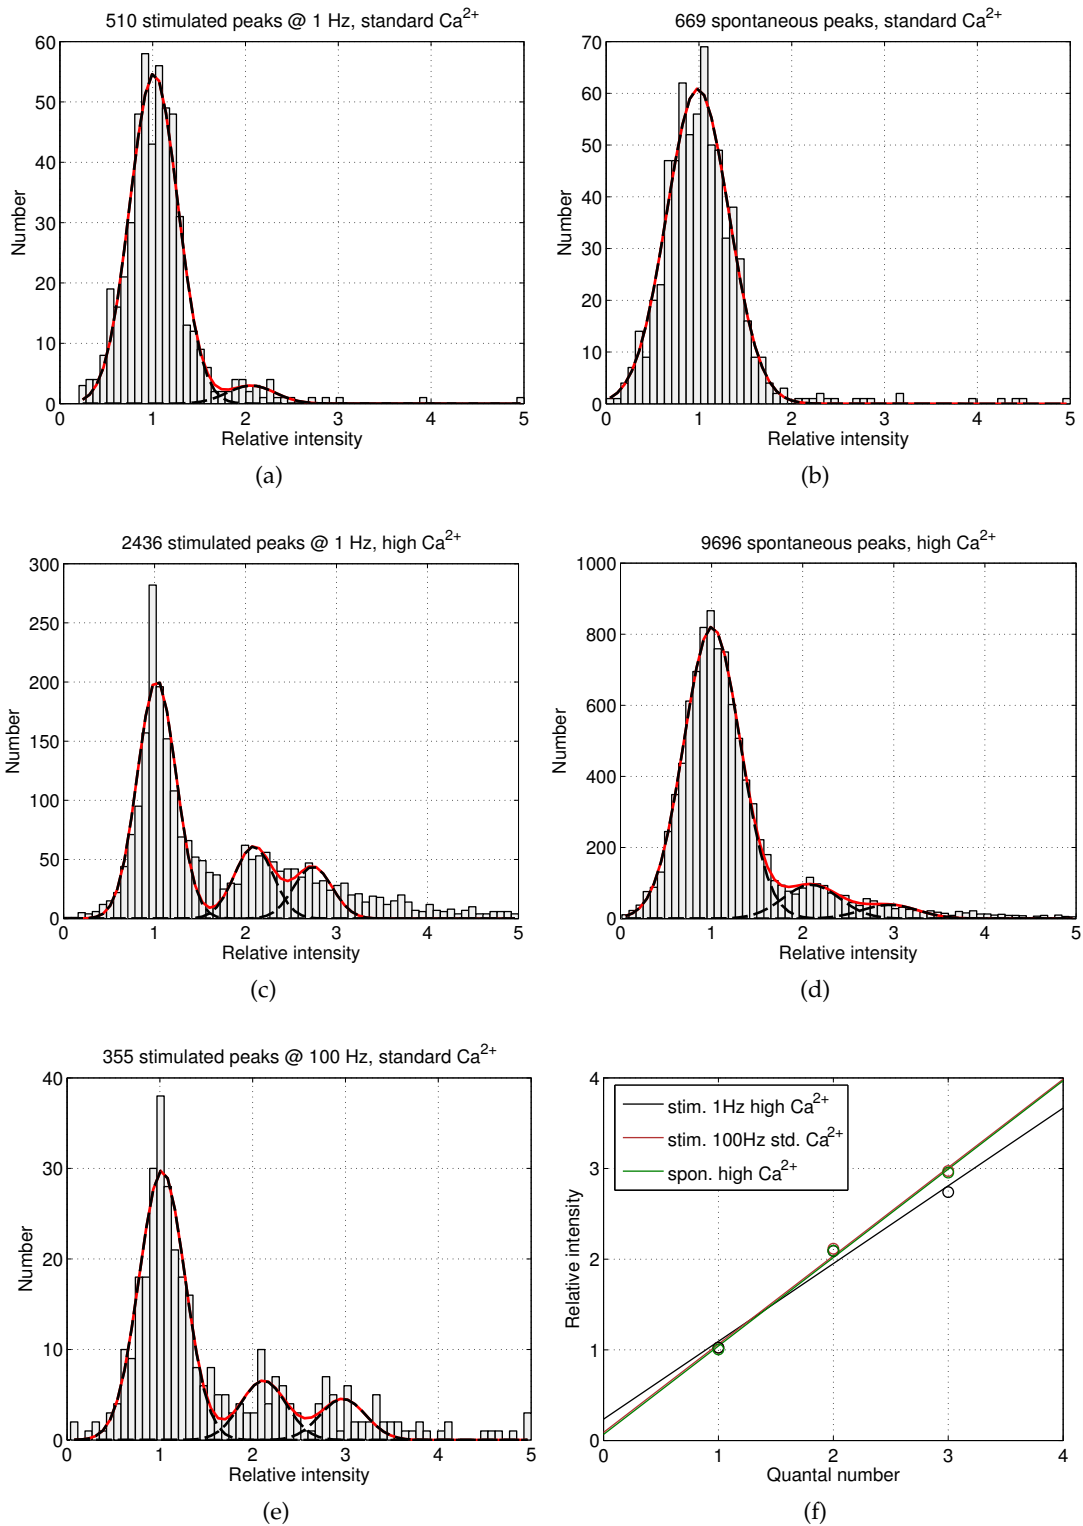 510 stimulated peaks @ 1 Hz, standard Ca2+
60
50
40
30
20
10
0
Number
0 1 2 3 4 5
Relative intensity
(a)
669 spontaneous peaks, standard Ca2+
70
60
50
40
30
20
10
0
Number
0 1 2 3 4 5
Relative intensity
(b)
2436 stimulated peaks @ 1 Hz, high Ca2+
300
250
200
150
100
50
0
Number
0 1 2 3 4 5
Relative intensity
(c)
9696 spontaneous peaks, high Ca2+
1000
800
600
400
200
0
Number
0 1 2 3 4 5
Relative intensity
(d)
355 stimulated peaks @ 100 Hz, standard Ca2+
40
30
20
10
0
Number
0 1 2 3 4 5
Relative intensity
(e)
stim. 1Hz high Ca2+
stim. 100Hz std. Ca2+
spon. high Ca2+
4
3
2
1
0
Relative intensity
0 1 2 3 4
Quantal number
(f)